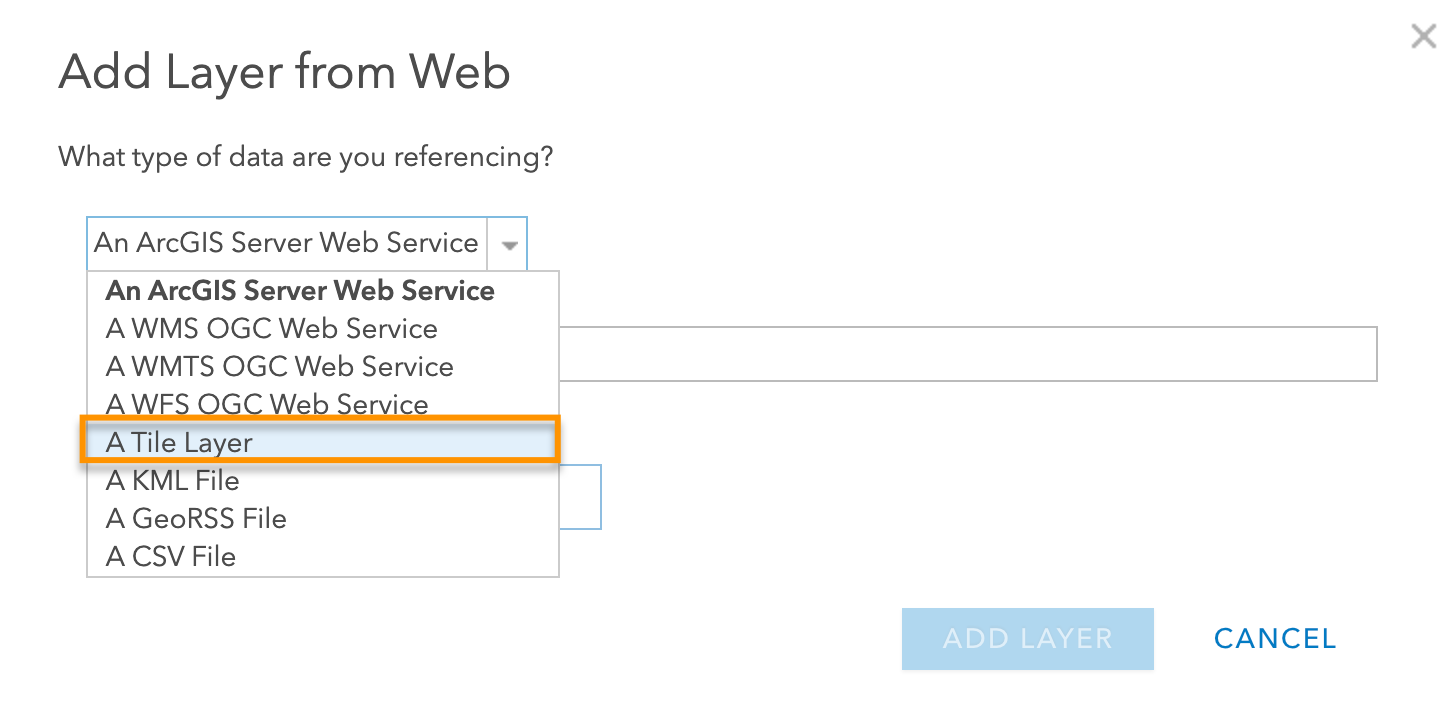 Add Layer from Web
What type of data are you referencing?
An ArcGIS Server Web Service
An ArcGIS Server Web Service
A WMS OGC Web Service
A WMTS OGC Web Service
A WFS OGC Web Service
A Tile Layer
A KML File
A GeoRSS File
A CSV File
ADD LAYER
CANCEL